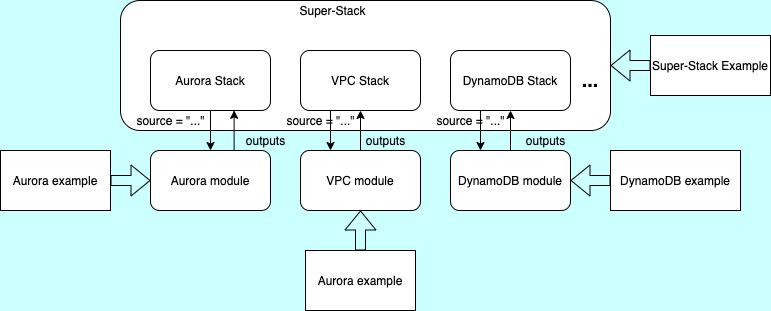 Super-Stack
Aurora Stack
VPC Stack
DynamoDB Stack
...
Super-Stack Example
source = "..."
source = "..."
source = "..."
outputs
outputs
outputs
Aurora example
Aurora module
VPC module
DynamoDB module
DynamoDB example
Aurora example